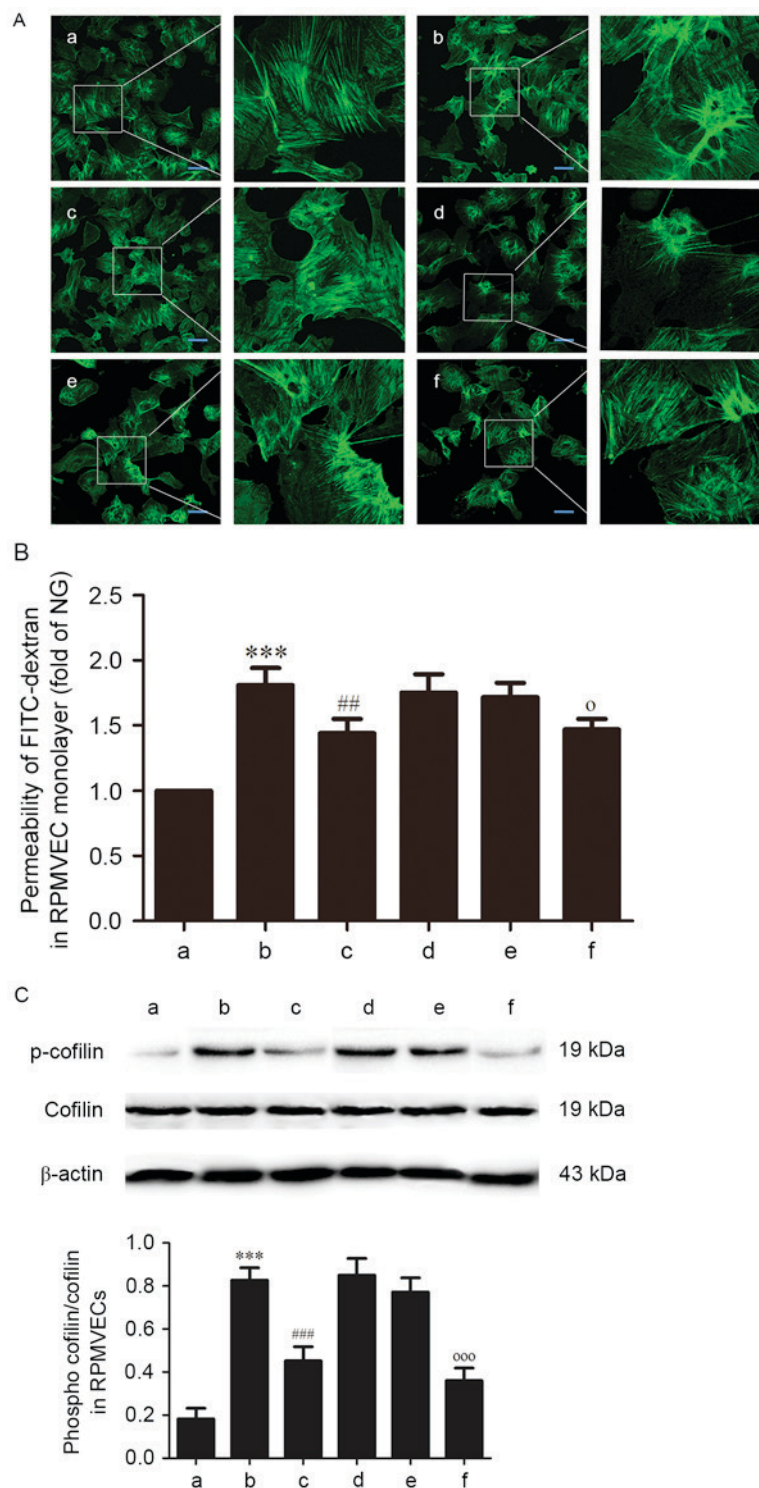 A
a
b
c
d
e
f
B
Permeability of FITC-dextran
in RPMVEC monolayer (fold of NG)
2.5
2.0
1.5
1.0
0.5
0.0
***
##
o
a b c d e f
C
a b c d e f
p-cofilin 19 kDa
Cofilin 19 kDa
β-actin 43 kDa
Phospho cofilin/cofilin
in RPMVECs
1.0
0.8
0.6
0.4
0.2
0.0
***
###
ooo
a b c d e f